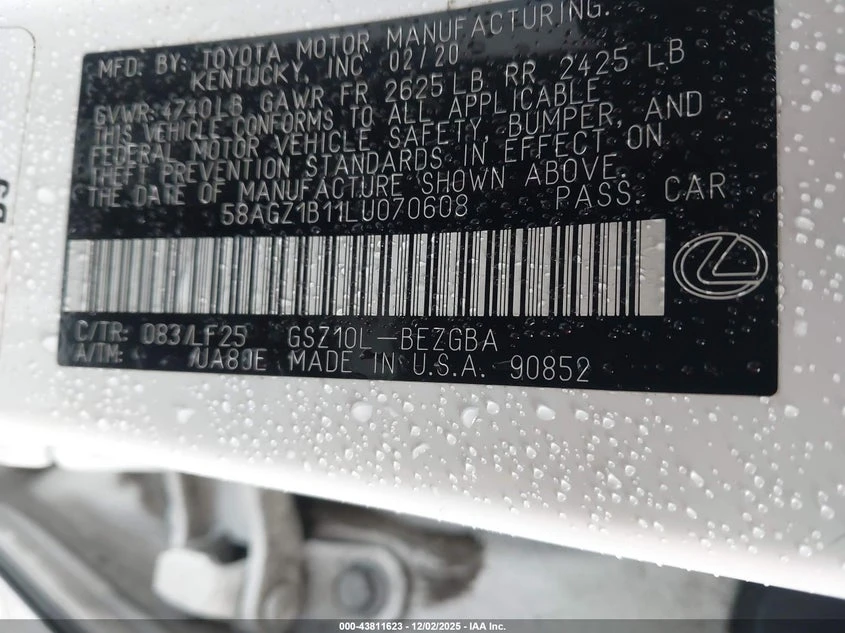 MFD. BY: TOYOTA MOTOR MANUFACTURING.
KENTUCKY, INC 02/20
GVWR 4740LB GAWR FR 2625LB RR 2425 LB
THIS VEHICLE CONFORMS TO ALL APPLICABLE
FEDERAL MOTOR VEHICLE SAFETY, BUMPER, AND
THEFT PREVENTION STANDARDS IN EFFECT ON
THE DATE OF MANUFACTURE SHOWN ABOVE.
58AGZ1B11LU070608 PASS. CAR
C/TR: 083/LF25 GSZ10L-BEZGBA
A/TM: /UA80E MADE IN U.S.A. 90852
000-43811623 - 12/02/2025 - IAA Inc.